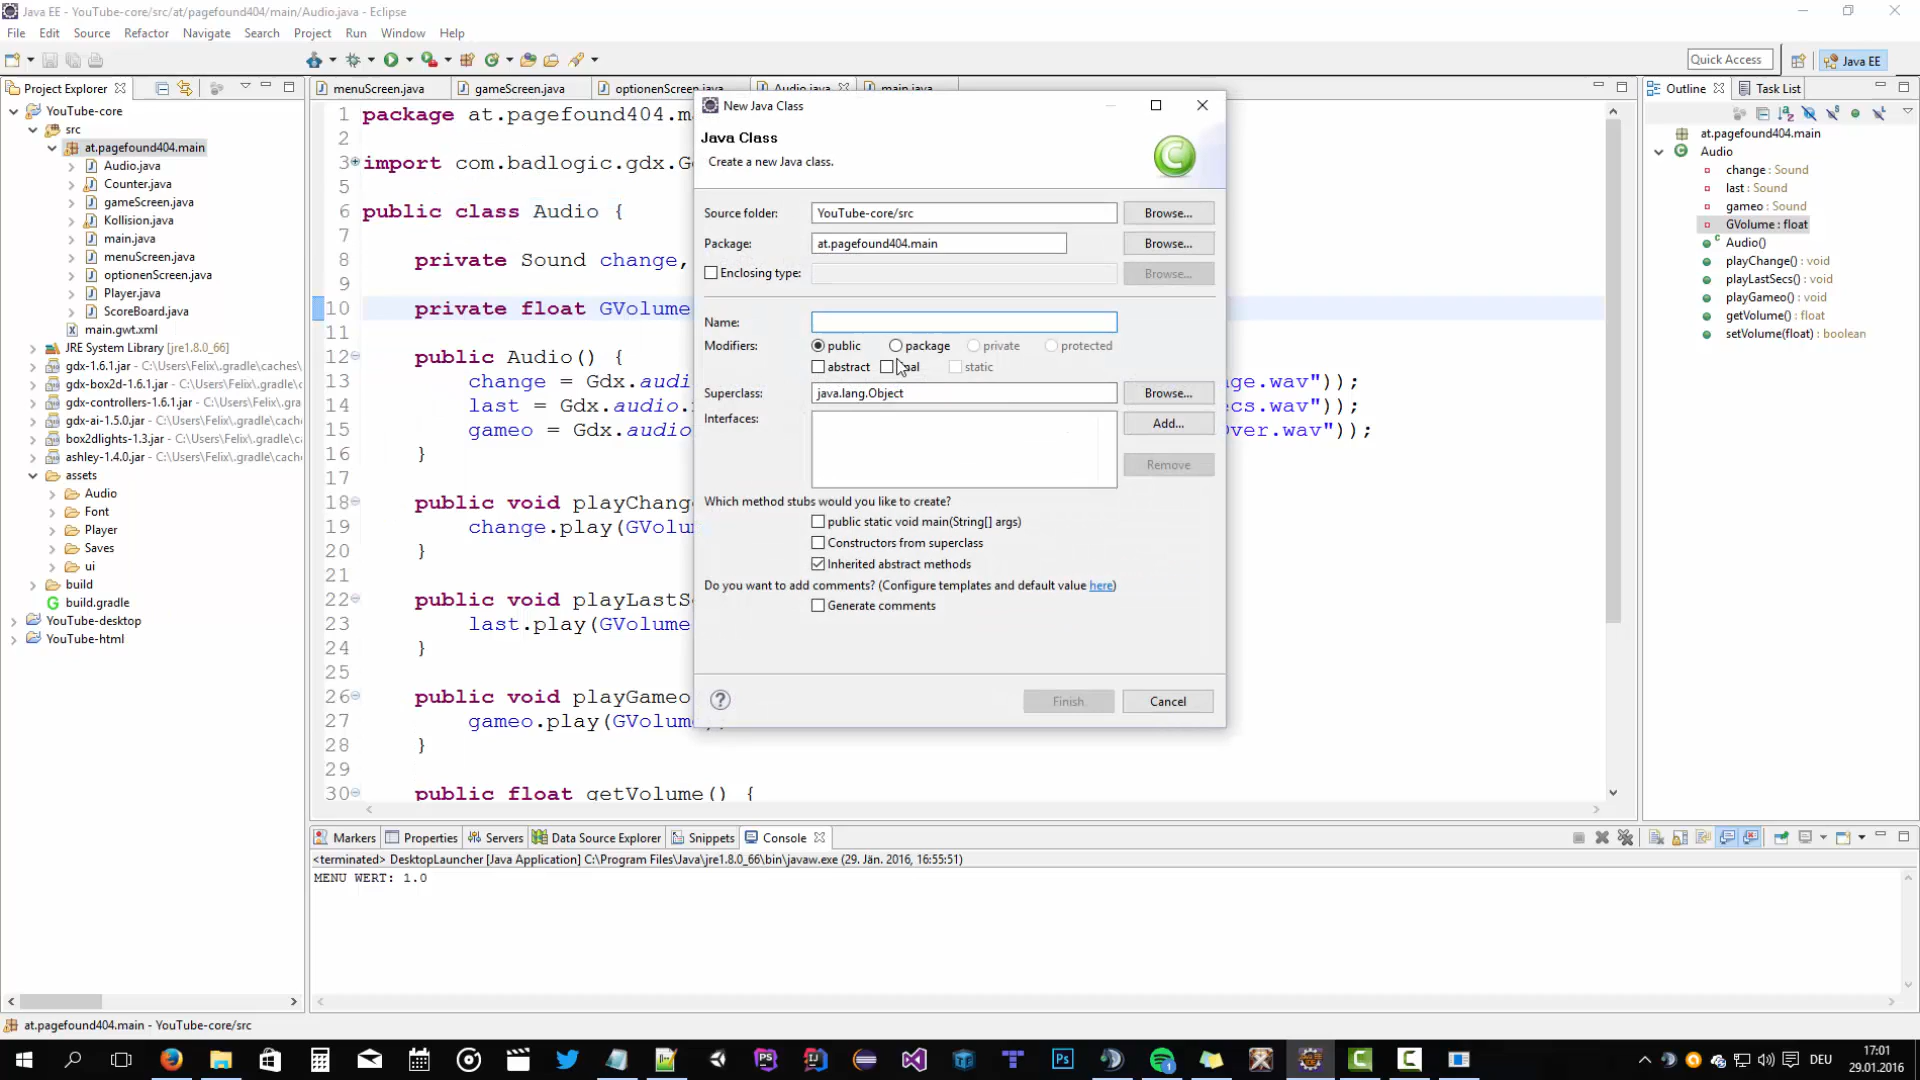 Java EE - YouTube-core/src/at/pagefound404/main/Audio.java - Eclipse
File Edit Source Refactor Navigate Search Project Run Window Help
Quick Access
Java EE
Project Explorer
YouTube-core
src
at.pagefound404.main
Audio.java
Counter.java
gameScreen.java
Kollision.java
main.java
menuScreen.java
optionenScreen.java
Player.java
ScoreBoard.java
main.gwt.xml
JRE System Library [jre1.8.0_66]
gdx-1.6.1.jar - C:\Users\Felix\.gradle\caches
gdx-box2d-1.6.1.jar - C:\Users\Felix\.gradle
gdx-controllers-1.6.1.jar - C:\Users\Felix\.gra
gdx-ai-1.5.0.jar - C:\Users\Felix\.gradle\cach
box2dlights-1.3.jar - C:\Users\Felix\.gradle\c
ashley-1.4.0.jar - C:\Users\Felix\.gradle\cache
assets
Audio
Font
Player
Saves
ui
build
build.gradle
YouTube-desktop
YouTube-html
menuScreen.java gameScreen.java optionenScreen.java Audio.java main.java
1 package at.pagefound404.m
2
3 import com.badlogic.gdx.G
5
6 public class Audio {
7
8 private Sound change,
9
10 private float GVolume
11
12 public Audio() {
13 change = Gdx.audi ge.wav"));
14 last = Gdx.audio. cs.wav"));
15 gameo = Gdx.audio ver.wav"));
16 }
17
18 public void playChang
19 change.play(GVolu
20 }
21
22 public void playLastS
23 last.play(GVolume
24 }
25
26 public void playGameo
27 gameo.play(GVolum
28 }
29
30 public float getVolume() {
New Java Class
Java Class
Create a new Java class.
Source folder: YouTube-core/src Browse...
Package: at.pagefound404.main Browse...
Enclosing type: Browse...
Name:
Modifiers: public package private protected
abstract al static
Superclass: java.lang.Object Browse...
Interfaces: Add...
Remove
Which method stubs would you like to create?
public static void main(String[] args)
Constructors from superclass
Inherited abstract methods
Do you want to add comments? (Configure templates and default value here)
Generate comments
Finish Cancel
Outline Task List
at.pagefound404.main
Audio
change : Sound
last : Sound
gameo : Sound
GVolume : float
Audio()
playChange() : void
playLastSecs() : void
playGameo() : void
getVolume() : float
setVolume(float) : boolean
Markers Properties Servers Data Source Explorer Snippets Console
<terminated> DesktopLauncher [Java Application] C:\Program Files\Java\jre1.8.0_66\bin\javaw.exe (29. Jän. 2016, 16:55:51)
MENU WERT: 1.0
at.pagefound404.main - YouTube-core/src
DEU
17:01
29.01.2016